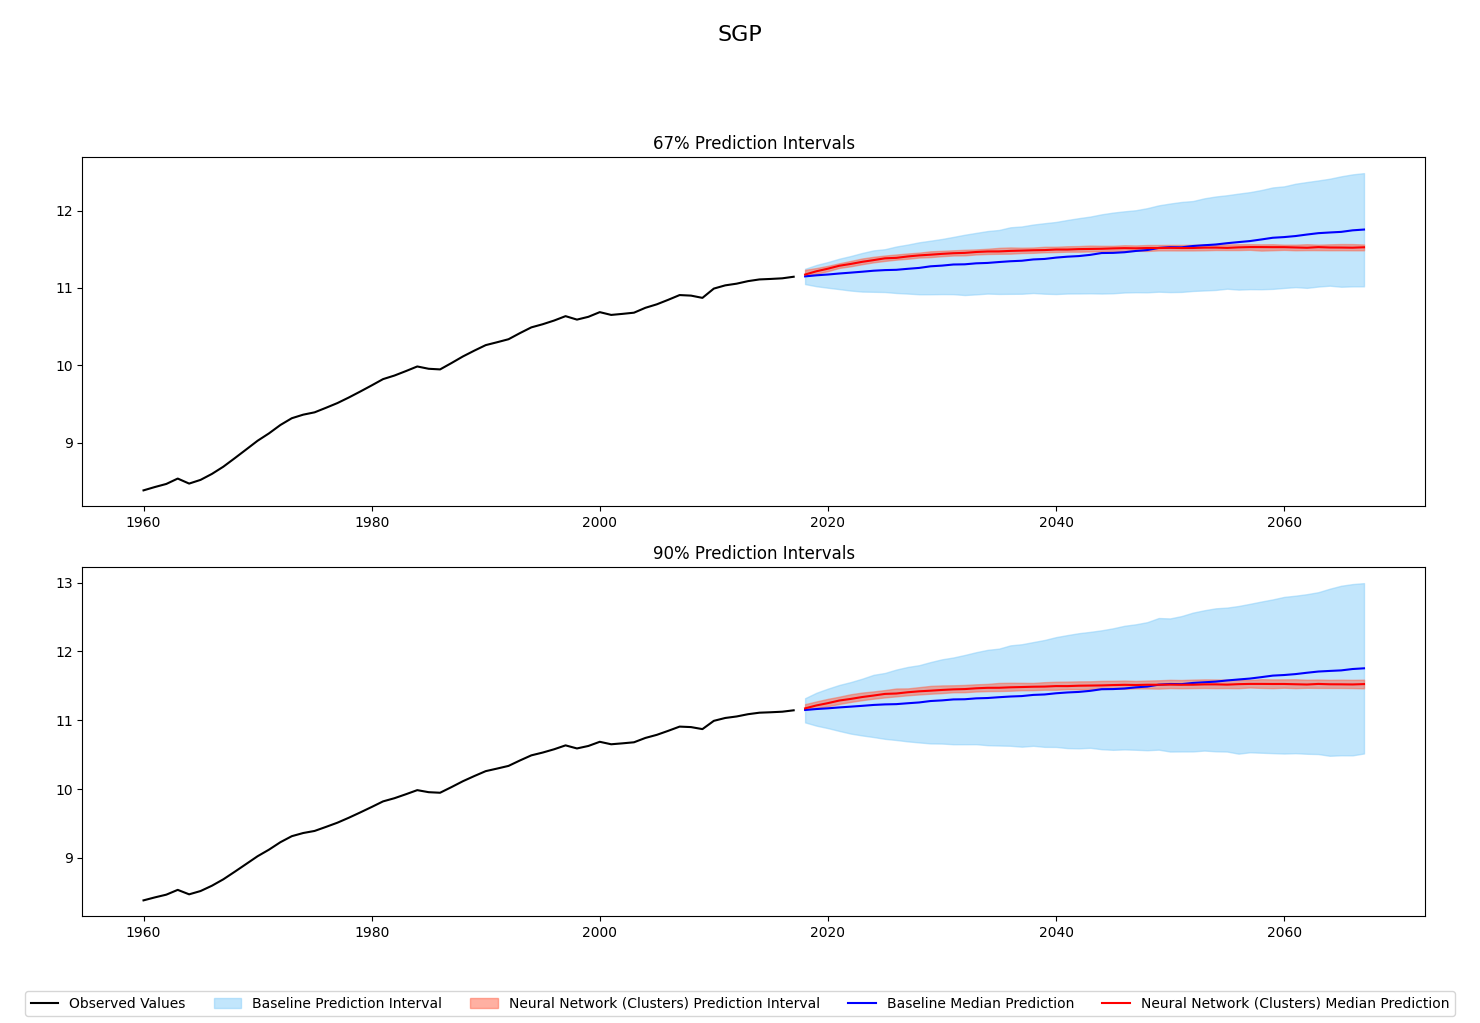 SGP
67% Prediction Intervals
12
11
10
9
1960 1980 2000 2020 2040 2060
90% Prediction Intervals
13
12
11
10
9
1960 1980 2000 2020 2040 2060
Observed Values Baseline Prediction Interval Neural Network (Clusters) Prediction Interval Baseline Median Prediction Neural Network (Clusters) Median Prediction